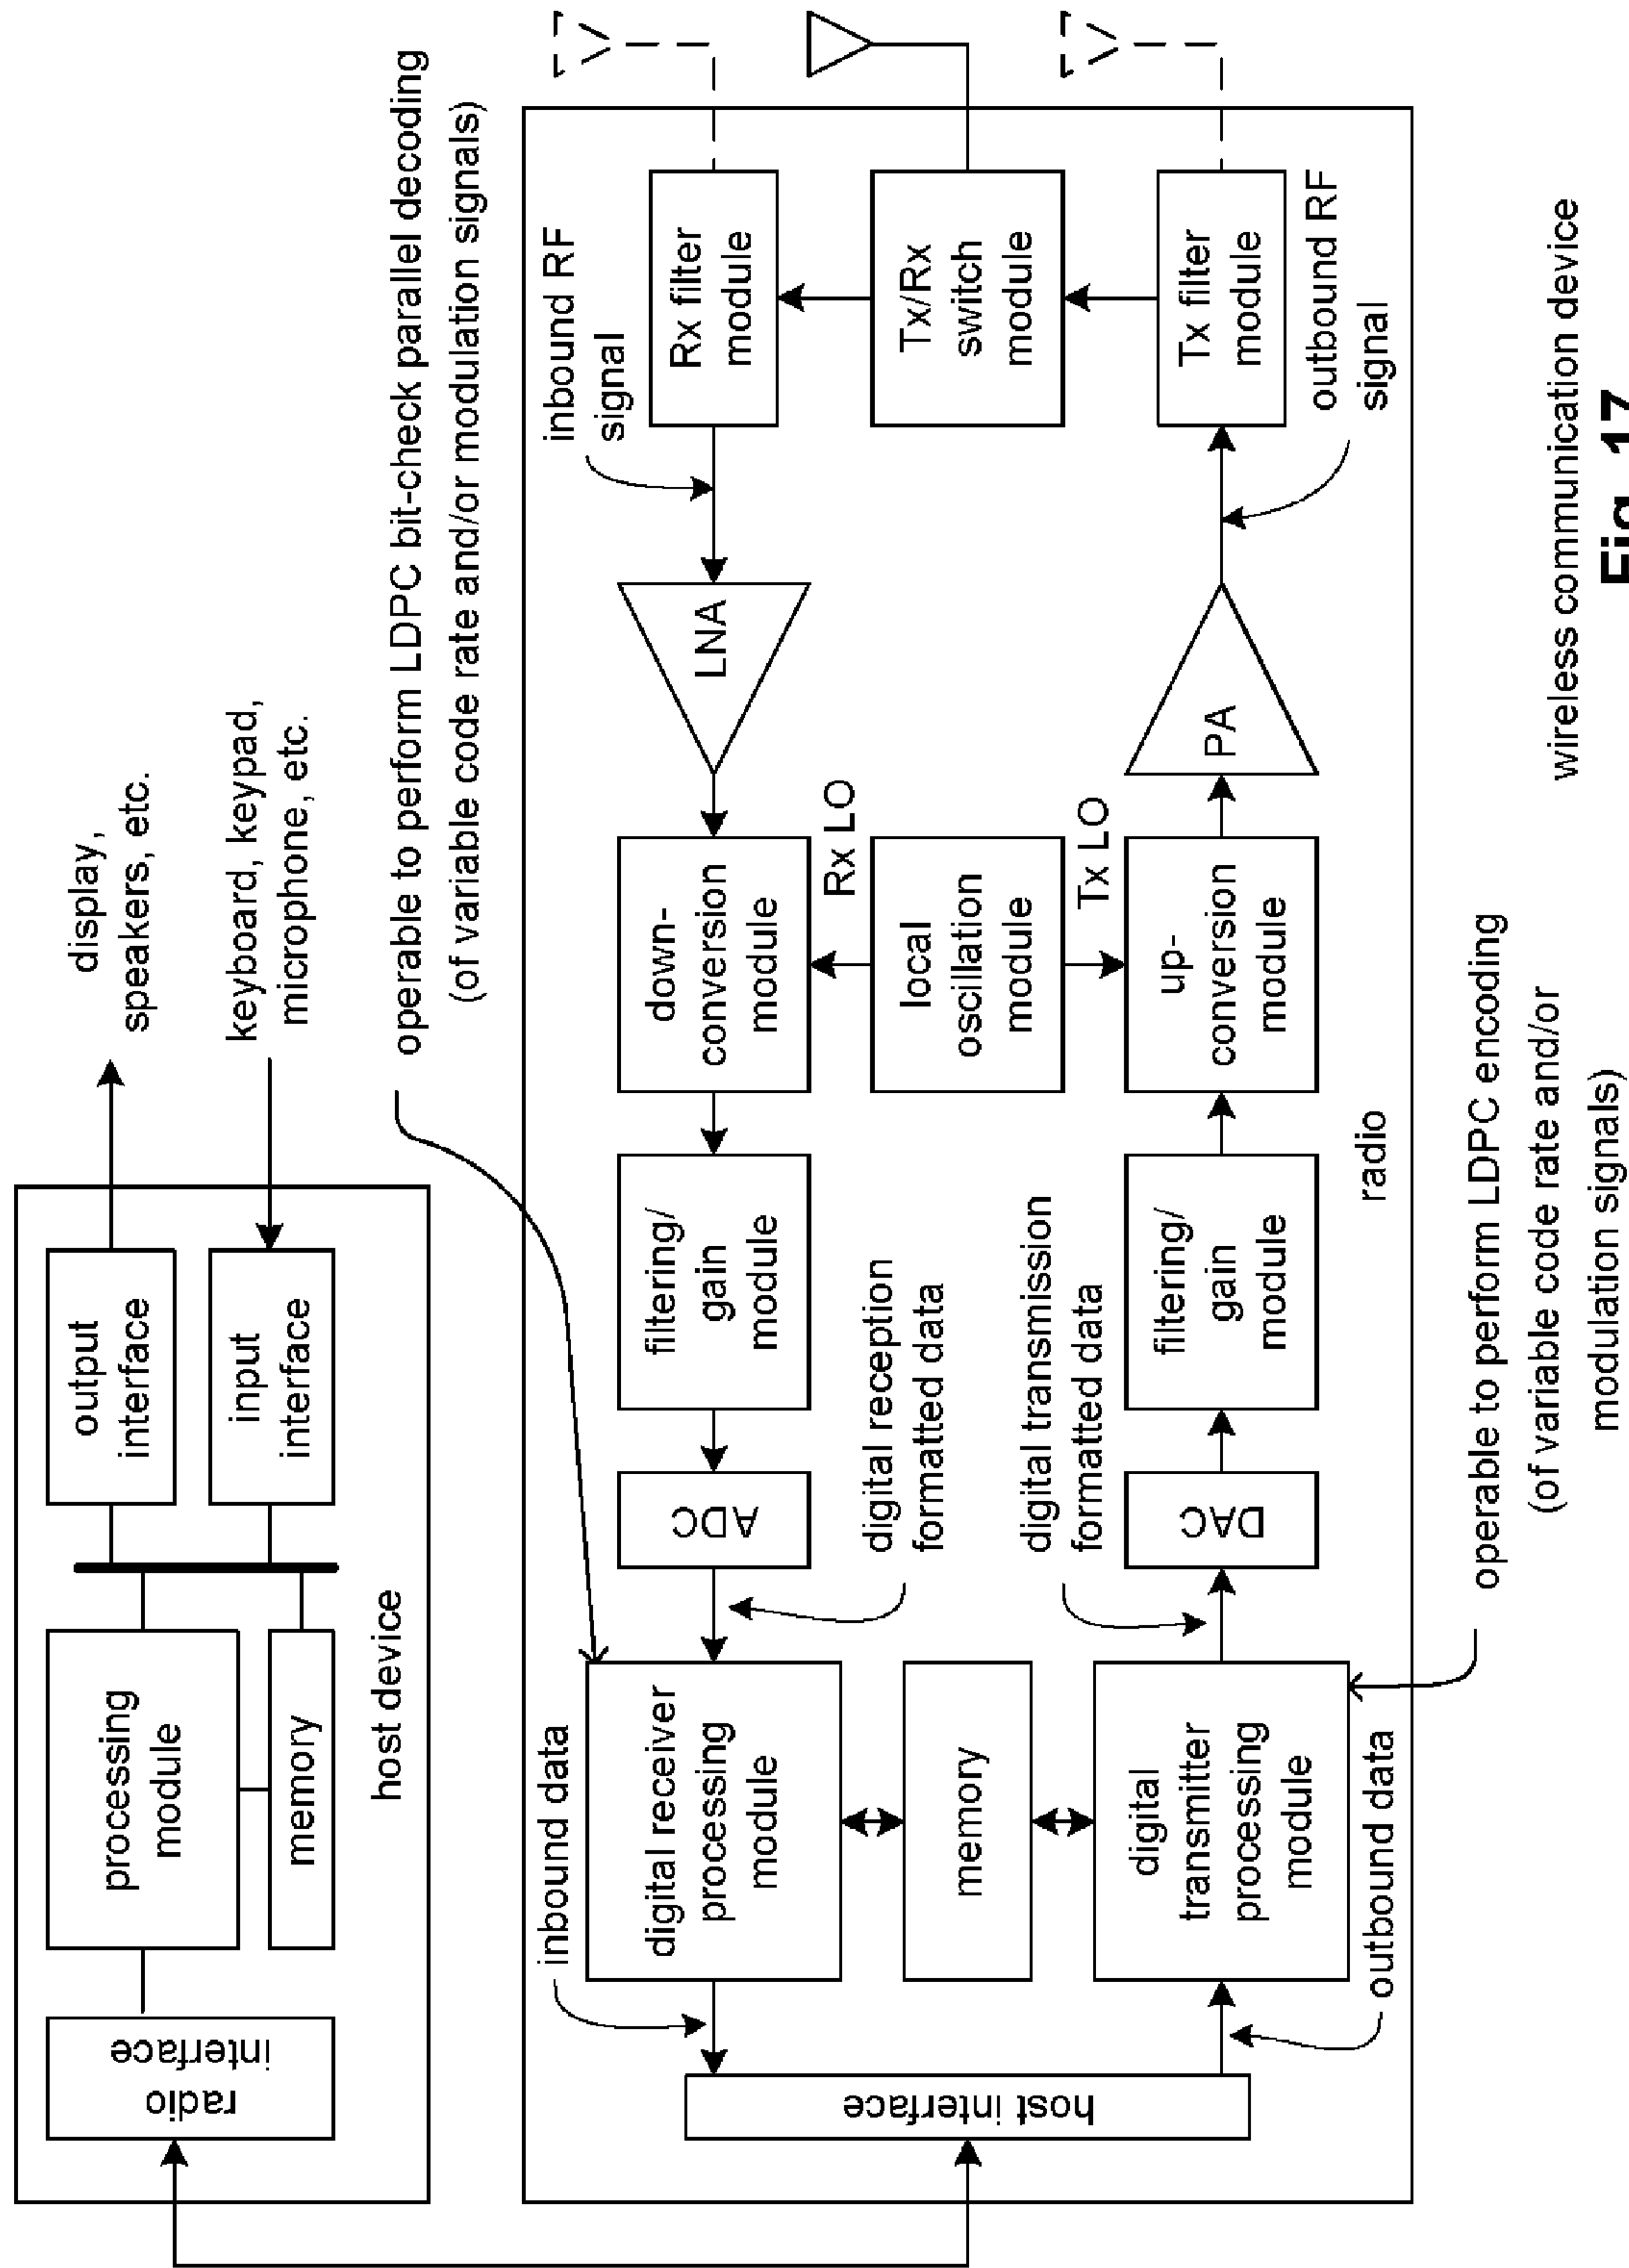 display,
speakers, etc.
keyboard, keypad,
microphone, etc.
output
interface
input
interface
processing
module
memory
radio
interface
host device
operable to perform LDPC bit-check parallel decoding
(of variable code rate and/or modulation signals)
inbound data
digital receiver
processing
module
ADC
digital reception
formatted data
filtering/
gain
module
down-
conversion
module
LNA
inbound RF
signal
Rx filter
module
host interface
memory
Rx LO
local
oscillation
module
Tx LO
Tx/Rx
switch
module
digital
transmitter
processing
module
outbound data
digital transmission
formatted data
DAC
filtering/
gain
module
up-
conversion
module
PA
outbound RF
signal
Tx filter
module
radio
operable to perform LDPC encoding
(of variable code rate and/or
modulation signals)
wireless communication device
Fig. 17